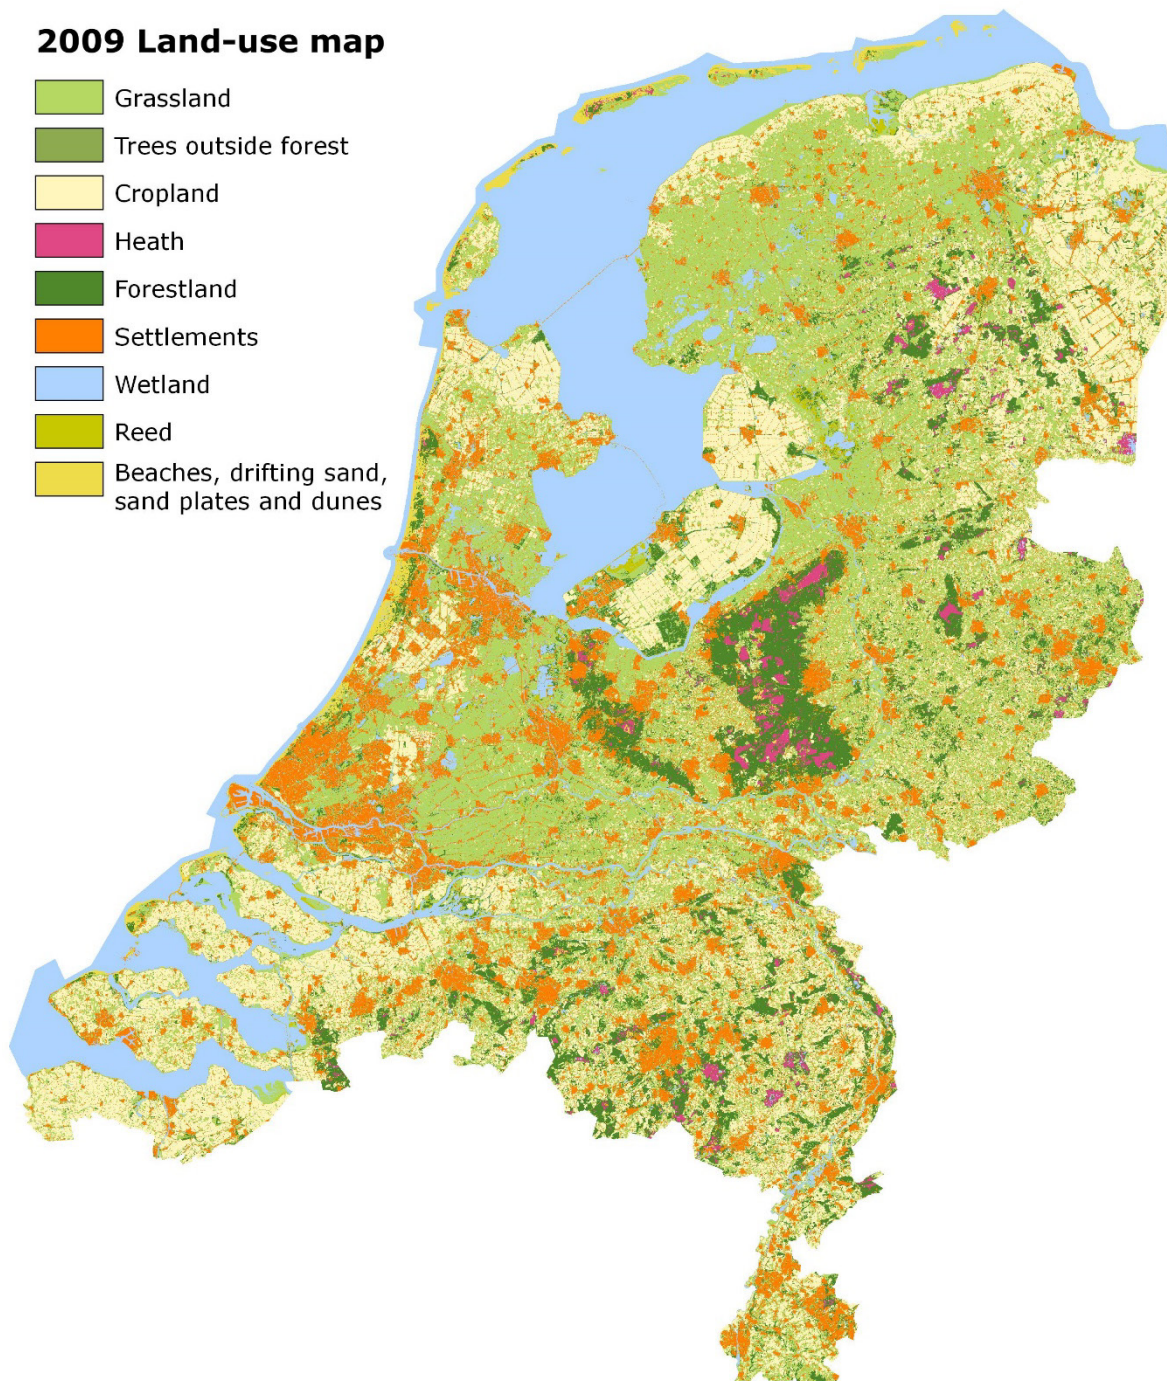 2009 Land-use map
Grassland
Trees outside forest
Cropland
Heath
Forestland
Settlements
Wetland
Reed
Beaches, drifting sand,
sand plates and dunes